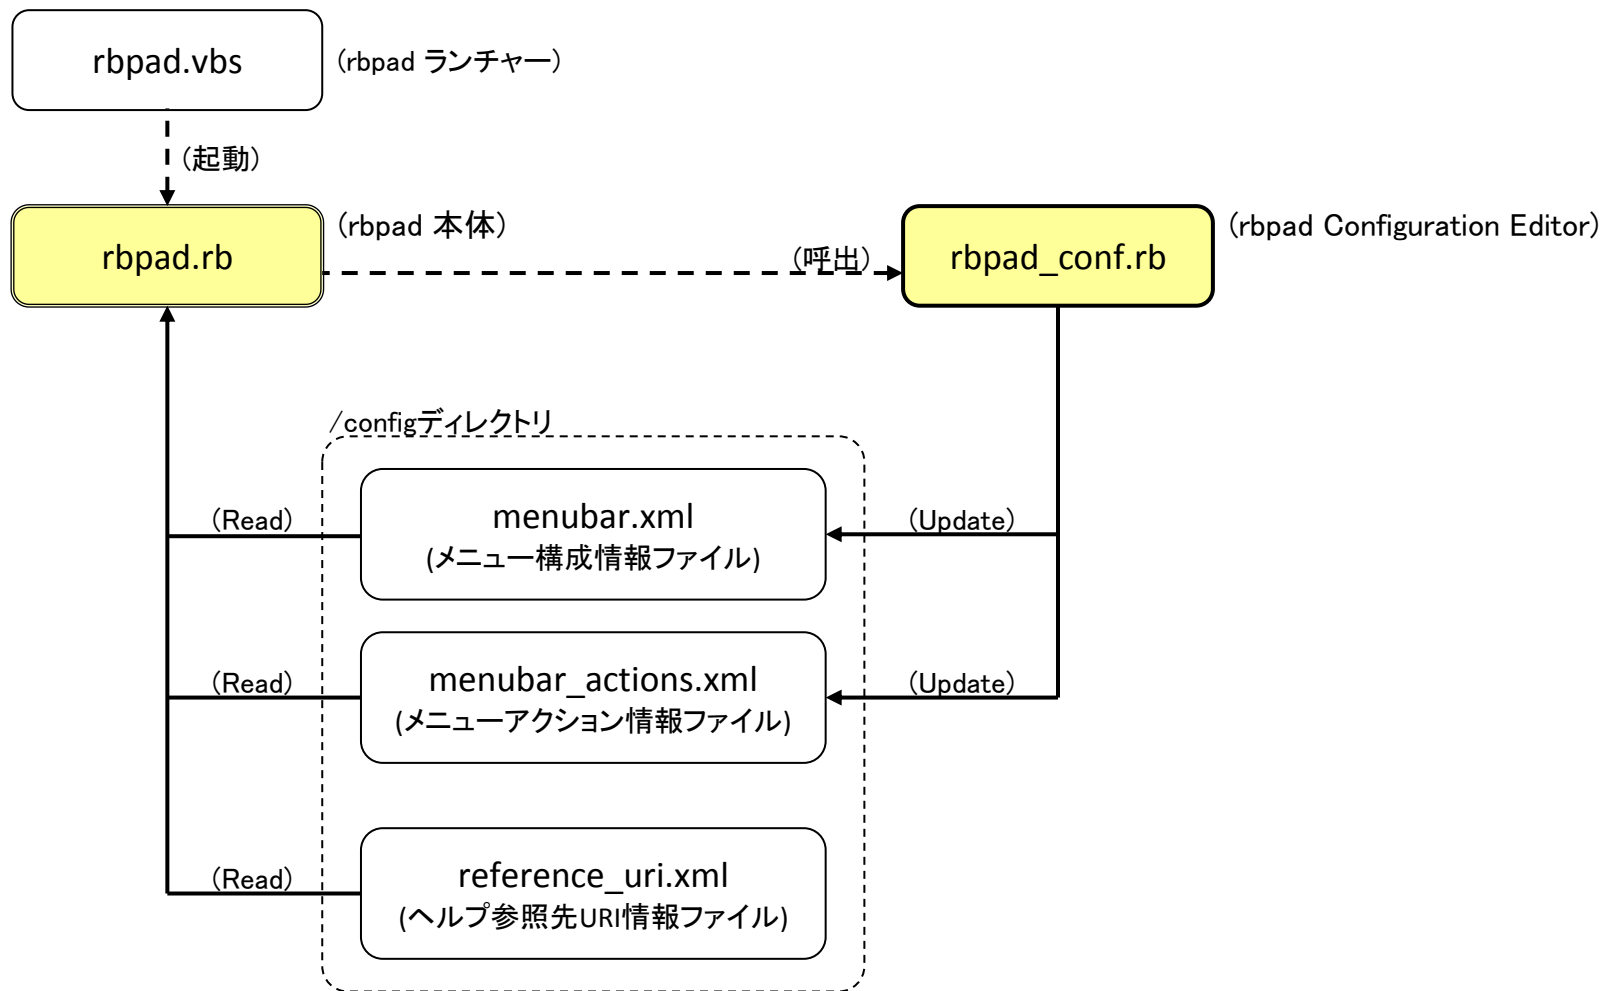 rbpad.vbs
(rbpad ランチャー)
(起動)
rbpad.rb
(rbpad 本体)
(呼出)
rbpad_conf.rb
(rbpad Configuration Editor)
/configディレクトリ
(Read)
menubar.xml
(メニュー構成情報ファイル)
(Update)
(Read)
menubar_actions.xml
(メニューアクション情報ファイル)
(Update)
(Read)
reference_uri.xml
(ヘルプ参照先URI情報ファイル)